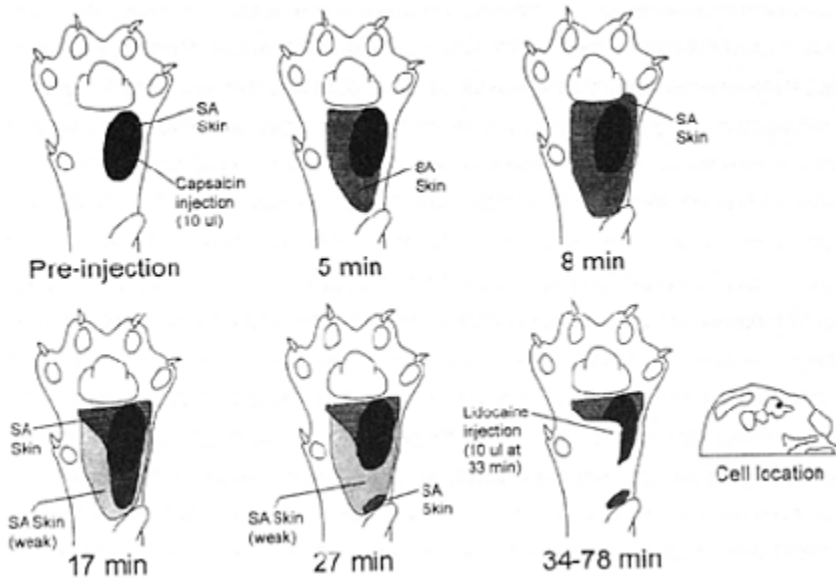 SA
Skin
Capsaicin
injection
(10 ul)
Pre-injection
SA
Skin
5 min
SA
Skin
8 min
SA
Skin
SA Skin
(weak)
17 min
SA Skin
(weak)
SA
Skin
27 min
Lidocaine
injection
(10 ul at
33 min)
34-78 min
Cell location